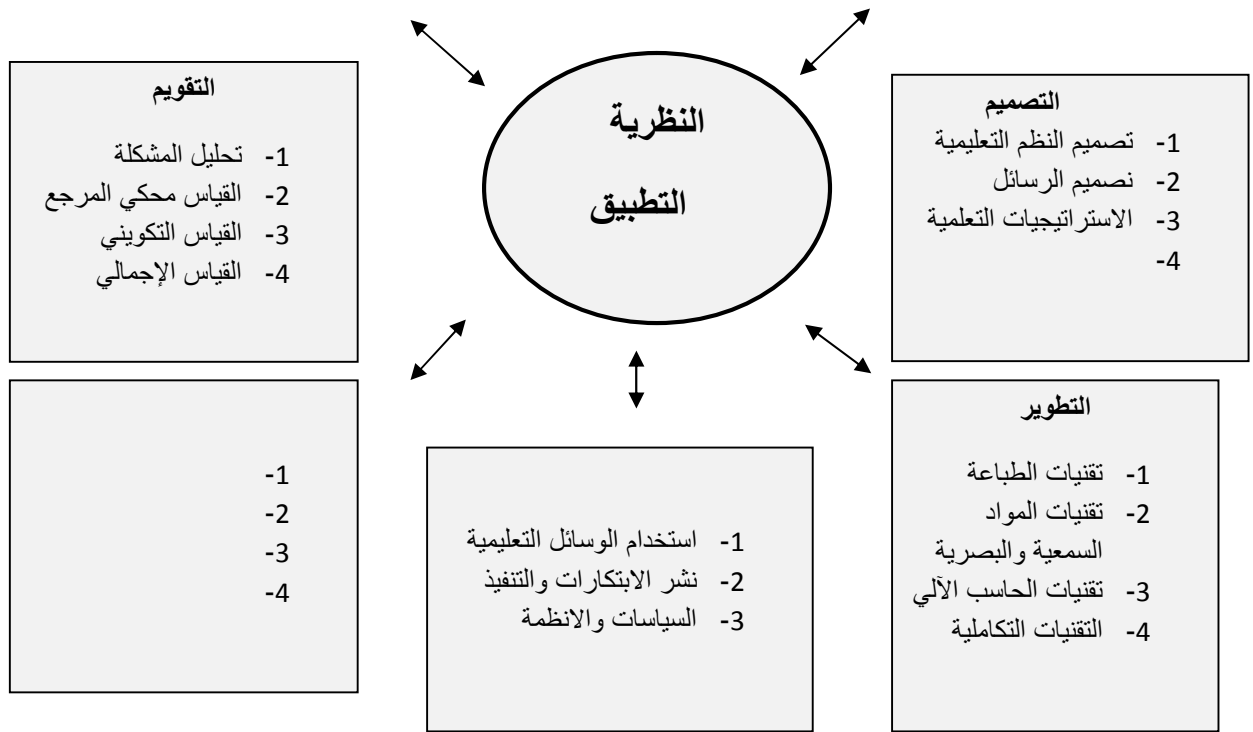 النظرية
التطبيق
التصميم
1- تصميم النظم التعليمية
2- نصميم الرسائل
3- الاستراتيجيات التعلمية
4-
التقويم
1- تحليل المشكلة
2- القياس محكي المرجع
3- القياس التكويني
4- القياس الإجمالي
التطوير
1- تقنيات الطباعة
2- تقنيات المواد
السمعية والبصرية
3- تقنيات الحاسب الآلي
4- التقنيات التكاملية
1- استخدام الوسائل التعليمية
2- نشر الابتكارات والتنفيذ
3- السياسات والانظمة
1-
2-
3-
4-